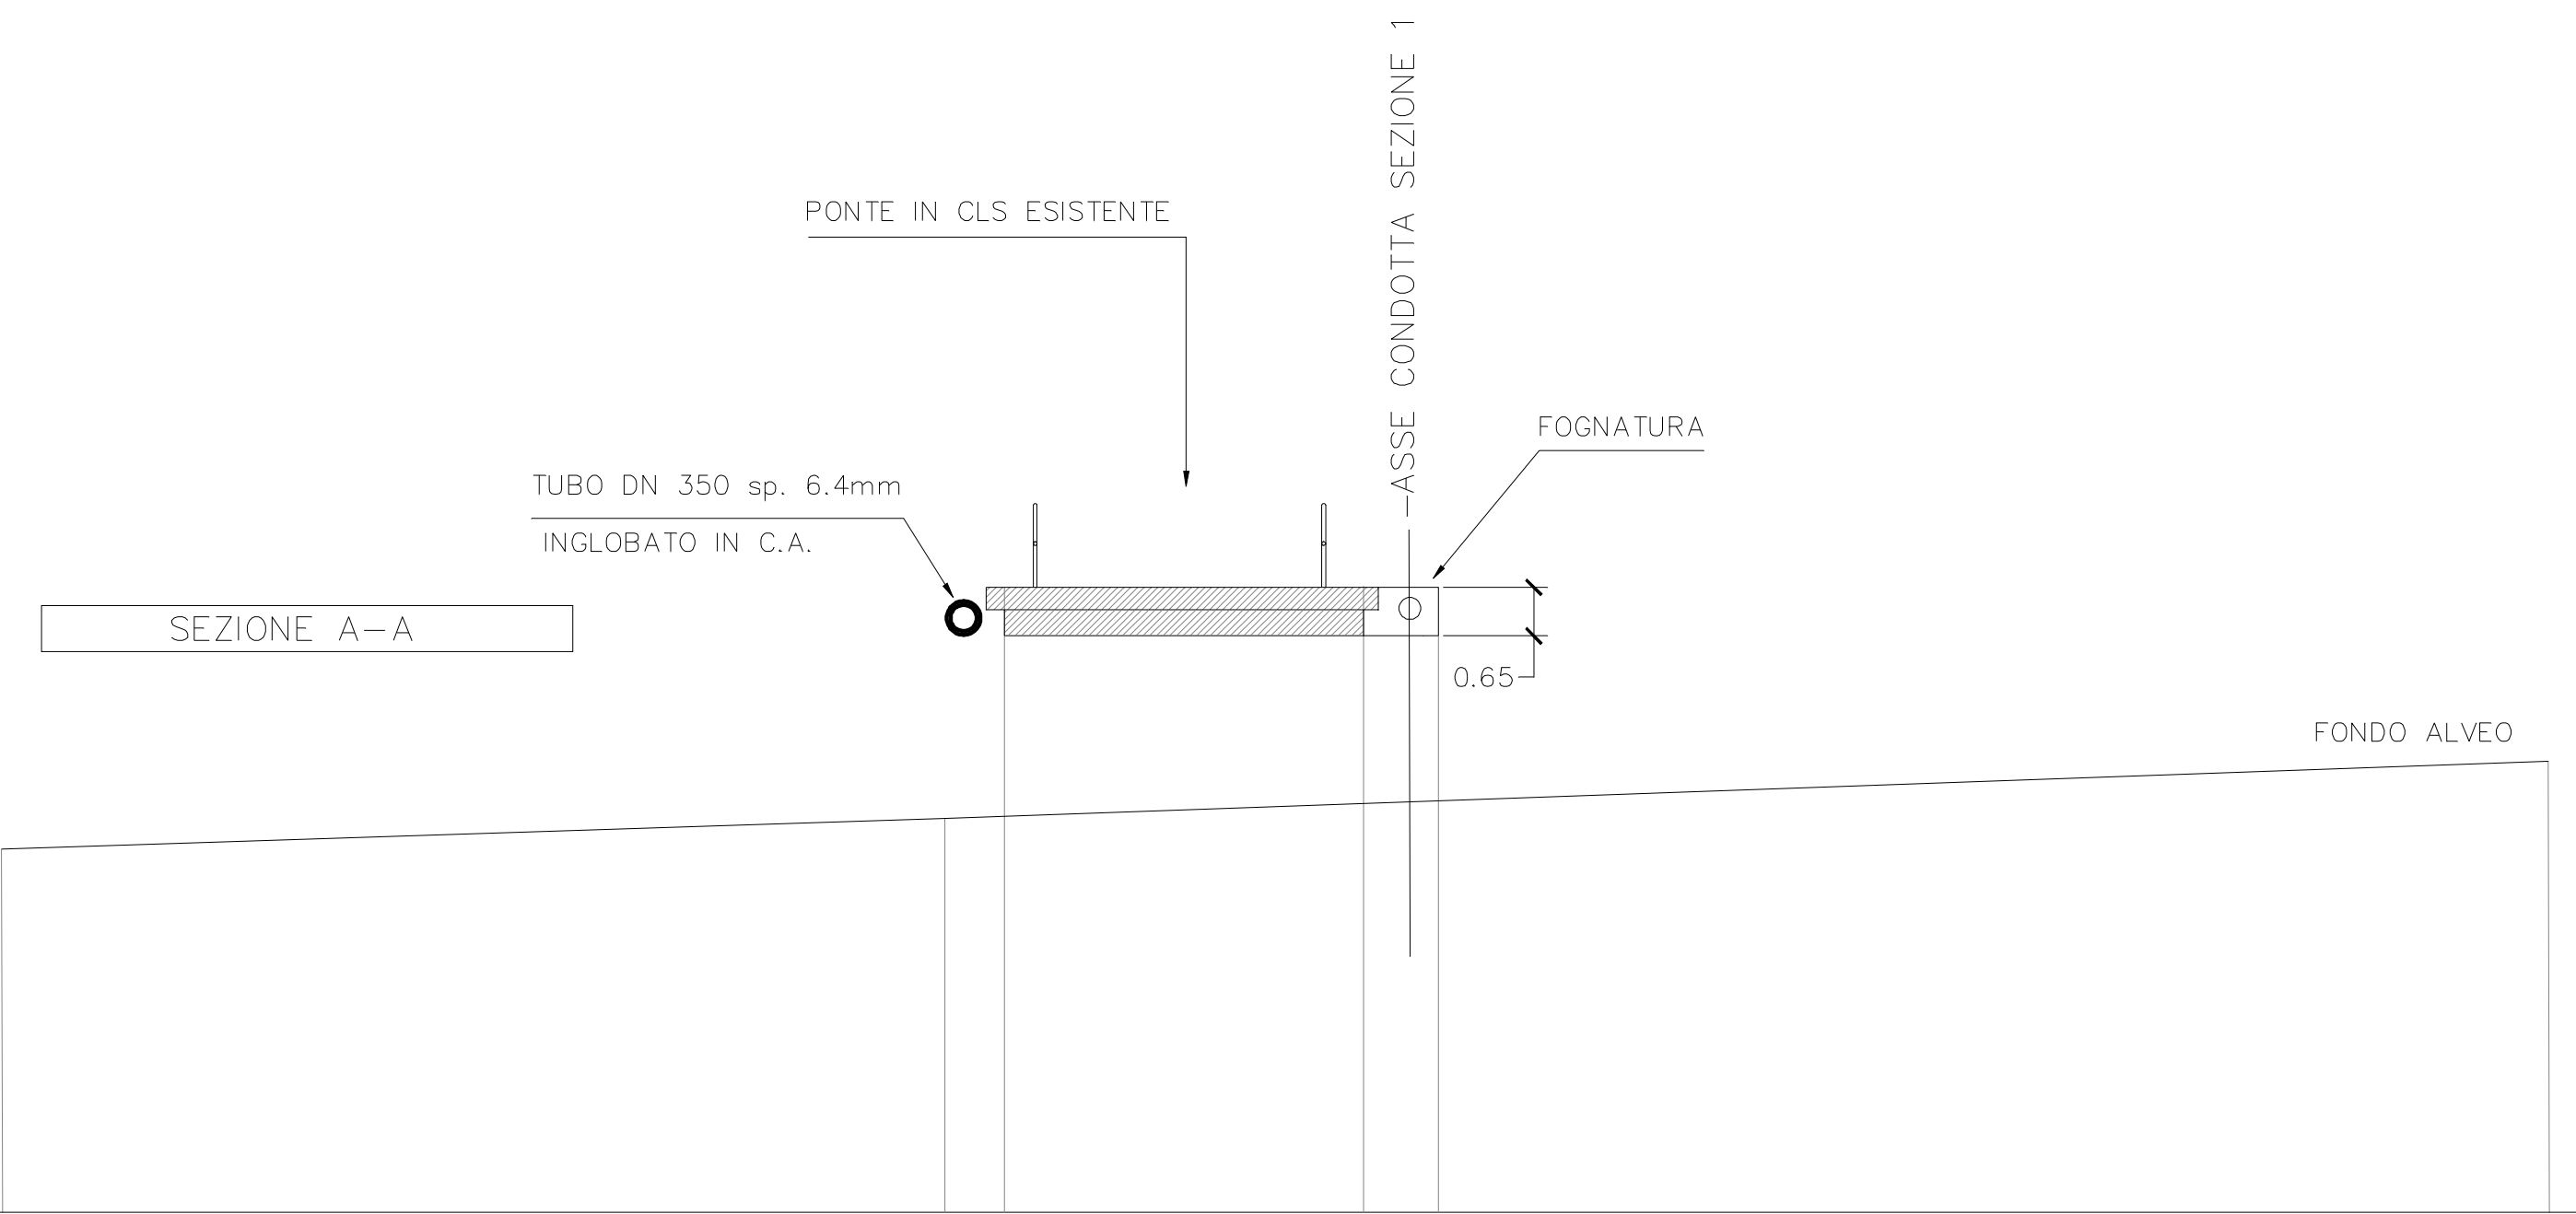 ASSE CONDOTTA SEZIONE 1
PONTE IN CLS ESISTENTE
FOGNATURA
TUBO DN 350 sp. 6.4mm
INGLOBATO IN C.A.
SEZIONE A-A
0.65
FONDO ALVEO